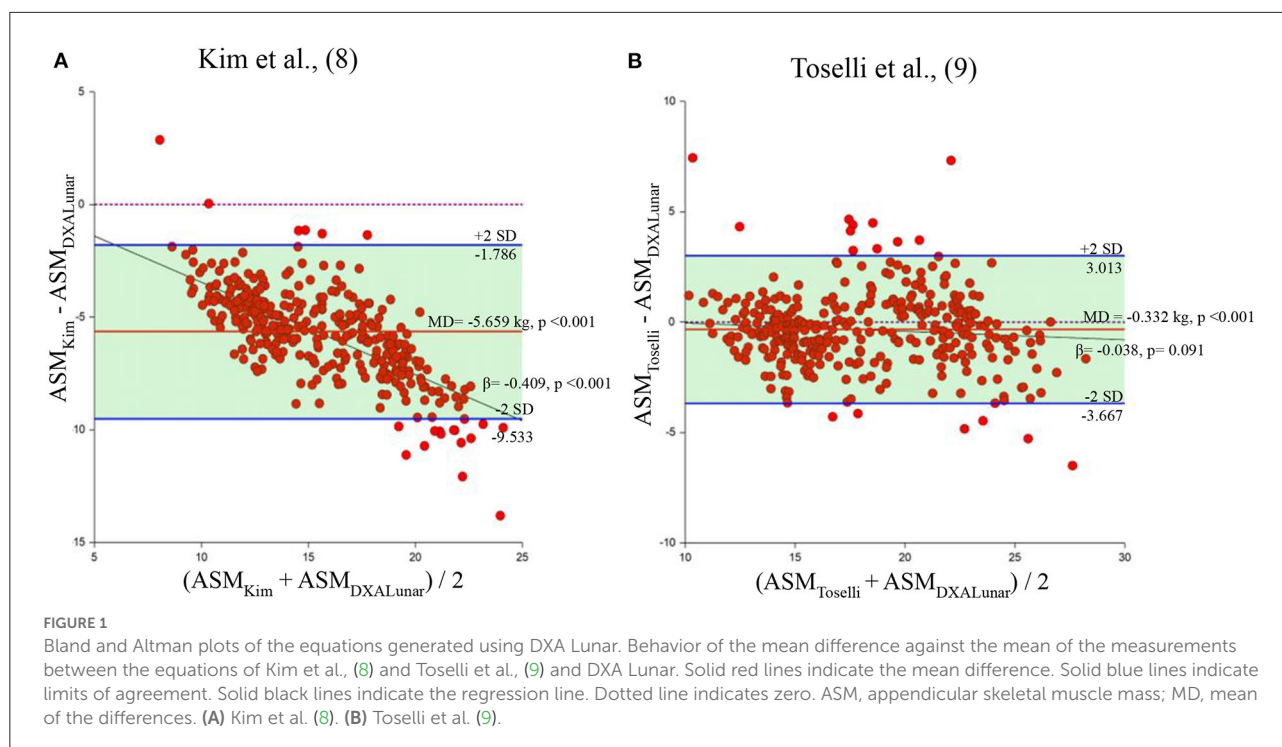 A
Kim et al., (8)
5
0
-5
10
15
ASMKim - ASMDXALunar
+2 SD
-1.786
MD= -5.659 kg, p <0.001
β= -0.409, p <0.001
-2 SD
-9.533
5
10
15
20
25
(ASMKim + ASMDXALunar) / 2
B
Toselli et al., (9)
10
5
0
-5
-10
ASMToselli - ASMDXALunar
+2 SD
3.013
MD = -0.332 kg, p <0.001
β= -0.038, p= 0.091
-2 SD
-3.667
10
15
20
25
30
(ASMToselli + ASMDXALunar) / 2
FIGURE 1
Bland and Altman plots of the equations generated using DXA Lunar. Behavior of the mean difference against the mean of the measurements
between the equations of Kim et al., (8) and Toselli et al., (9) and DXA Lunar. Solid red lines indicate the mean difference. Solid blue lines indicate
limits of agreement. Solid black lines indicate the regression line. Dotted line indicates zero. ASM, appendicular skeletal muscle mass; MD, mean
of the differences. (A) Kim et al. (8). (B) Toselli et al. (9).